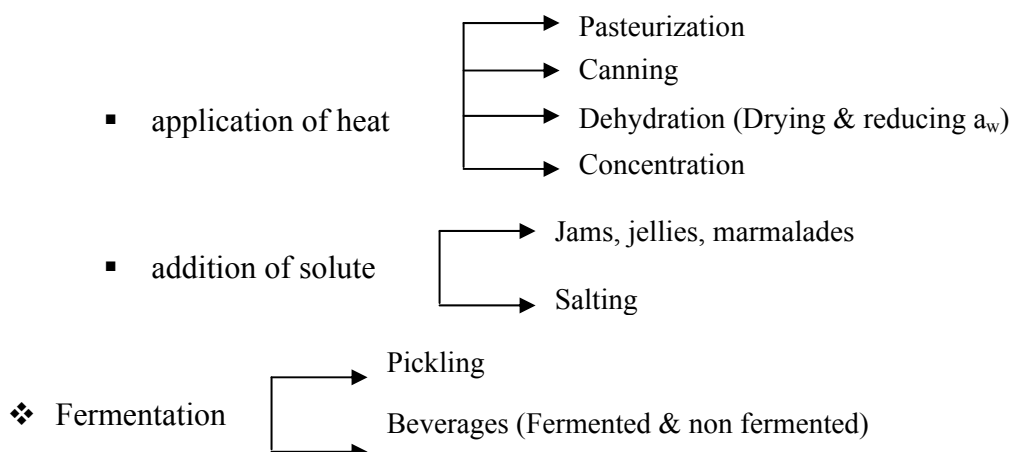 Pasteurization
Canning
▪ application of heat
Dehydration (Drying & reducing aw)
Concentration
Jams, jellies, marmalades
▪ addition of solute
Salting
Pickling
❖ Fermentation
Beverages (Fermented & non fermented)